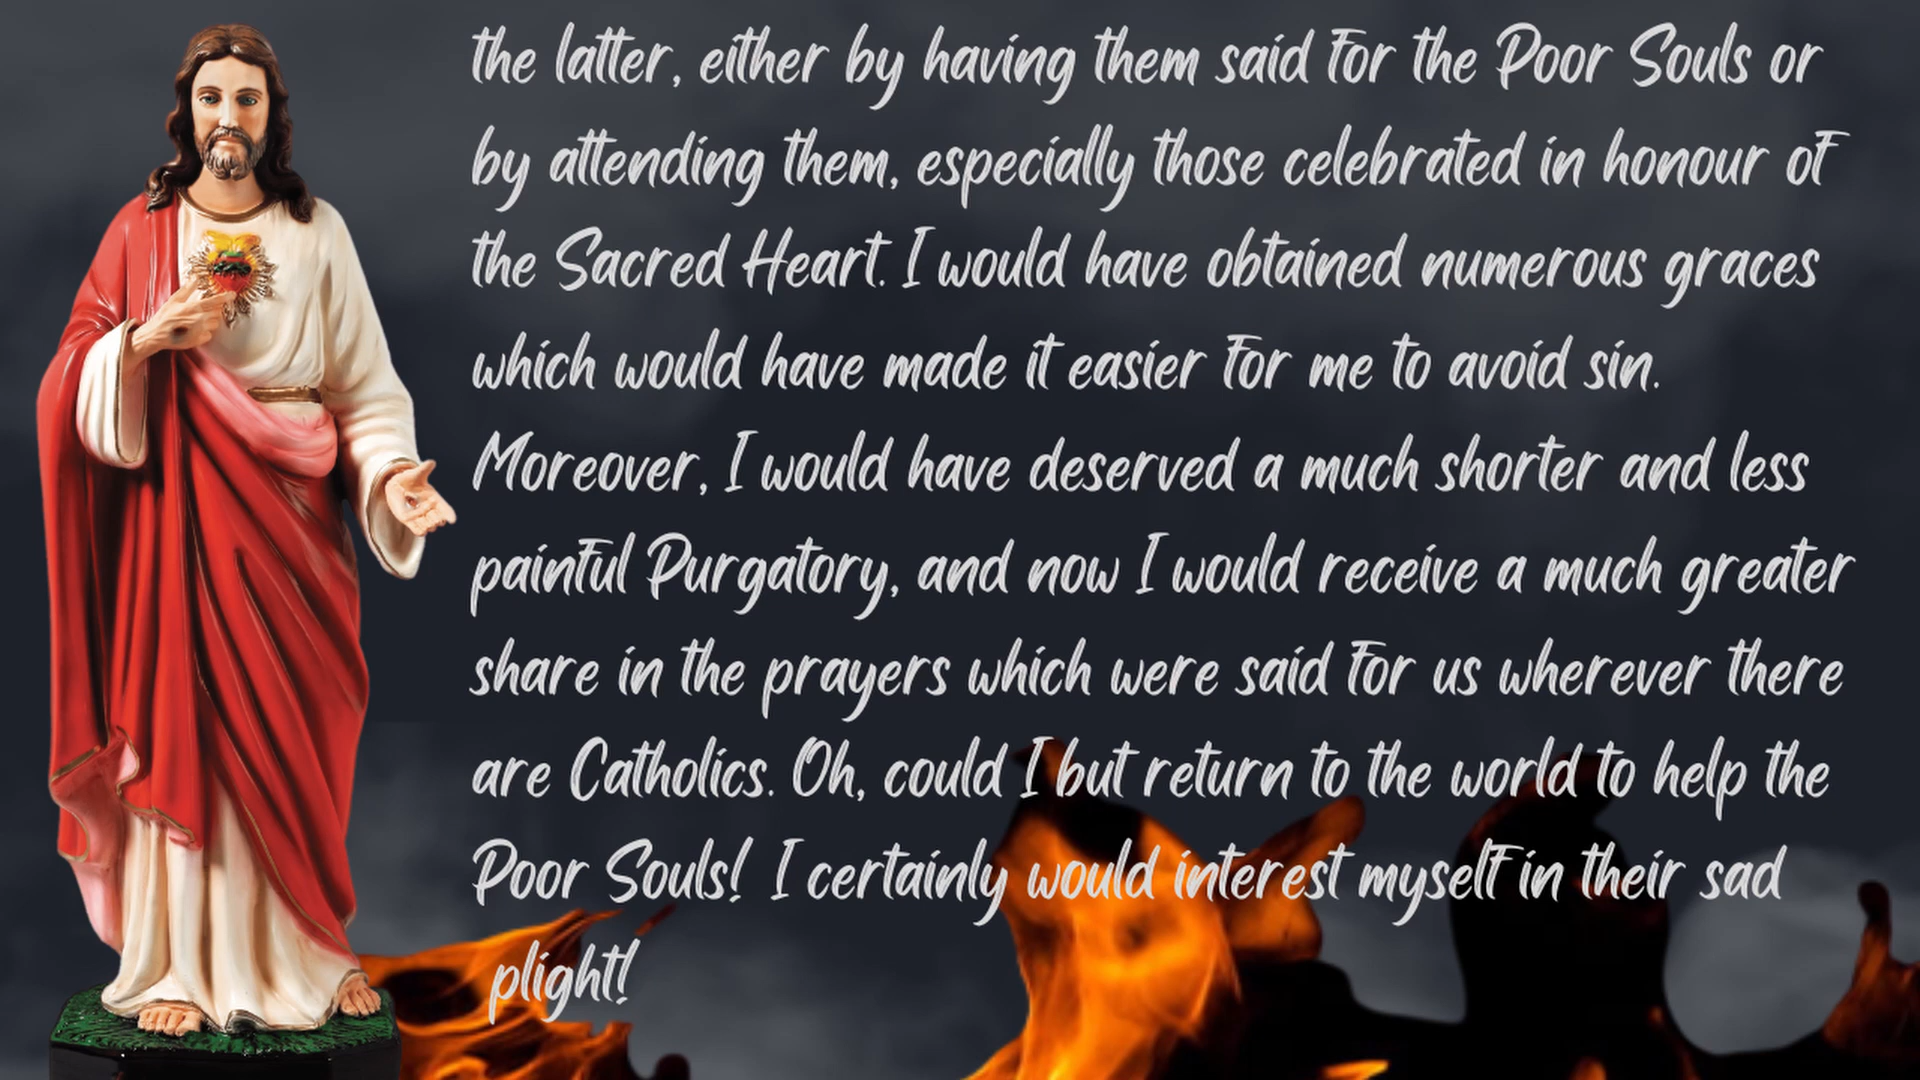 the latter, either by having them said for the Poor Souls or
by attending them, especially those celebrated in honour of
the Sacred Heart. I would have obtained numerous graces
which would have made it easier for me to avoid sin.
Moreover, I would have deserved a much shorter and less
painful Purgatory, and now I would receive a much greater
share in the prayers which were said for us wherever there
are Catholics. Oh, could I but return to the world to help the
Poor Souls! I certainly would interest myself in their sad
plight!